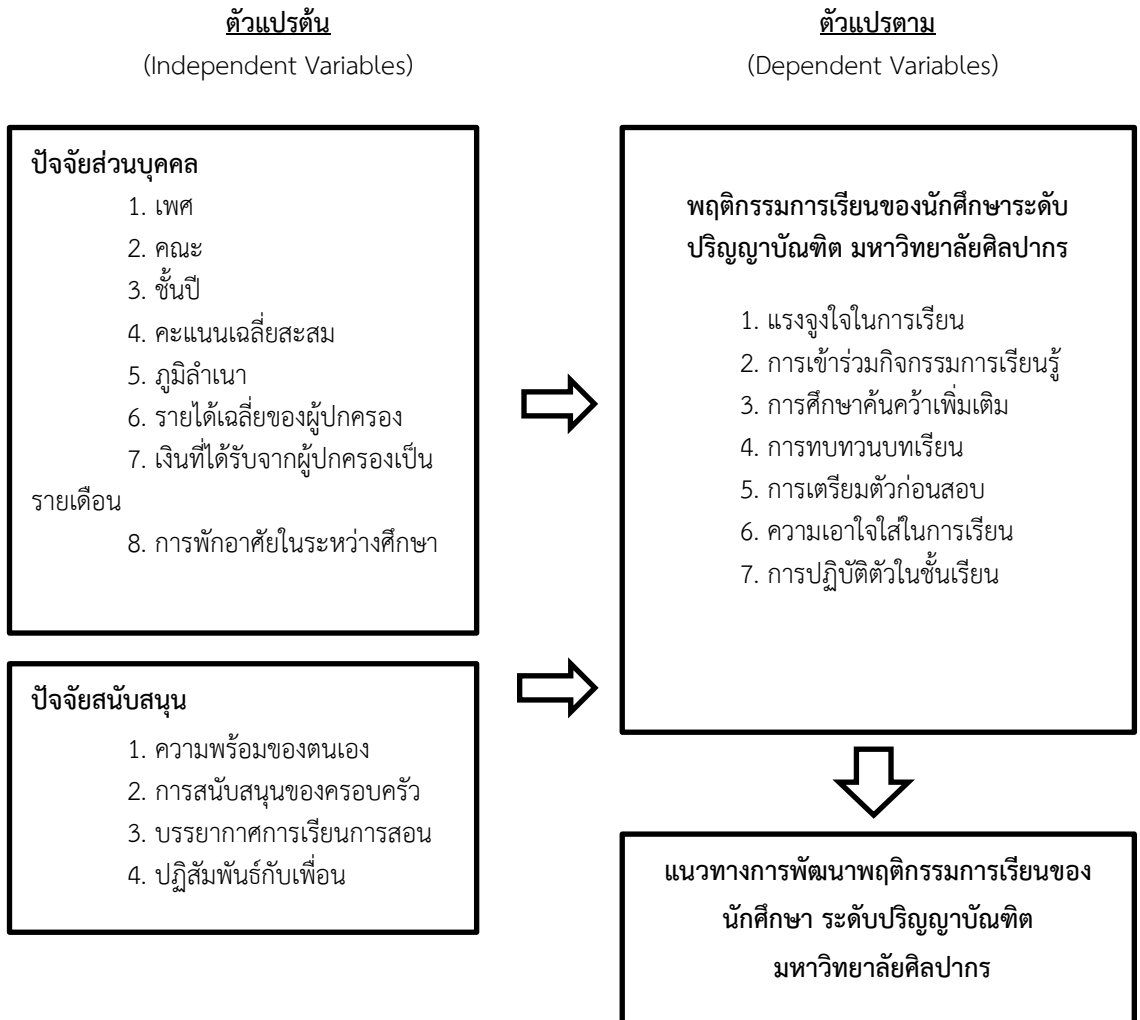 ตัวแปรต้น
(Independent Variables)
ปัจจัยส่วนบุคคล
1. เพศ
2. คณะ
3. ชั้นปี
4. คะแนนเฉลี่ยสะสม
5. ภูมิลำเนา
6. รายได้เฉลี่ยของผู้ปกครอง
7. เงินที่ได้รับจากผู้ปกครองเป็น
รายเดือน
8. การพักอาศัยในระหว่างศึกษา
ปัจจัยสนับสนุน
1. ความพร้อมของตนเอง
2. การสนับสนุนของครอบครัว
3. บรรยากาศการเรียนการสอน
4. ปฏิสัมพันธ์กับเพื่อน
ตัวแปรตาม
(Dependent Variables)
พฤติกรรมการเรียนของนักศึกษาระดับ
ปริญญาบัณฑิต มหาวิทยาลัยศิลปากร
1. แรงจูงใจในการเรียน
2. การเข้าร่วมกิจกรรมการเรียนรู้
3. การศึกษาค้นคว้าเพิ่มเติม
4. การทบทวนบทเรียน
5. การเตรียมตัวก่อนสอบ
6. ความเอาใจใส่ในการเรียน
7. การปฏิบัติตัวในชั้นเรียน
แนวทางการพัฒนาพฤติกรรมการเรียนของ
นักศึกษา ระดับปริญญาบัณฑิต
มหาวิทยาลัยศิลปากร